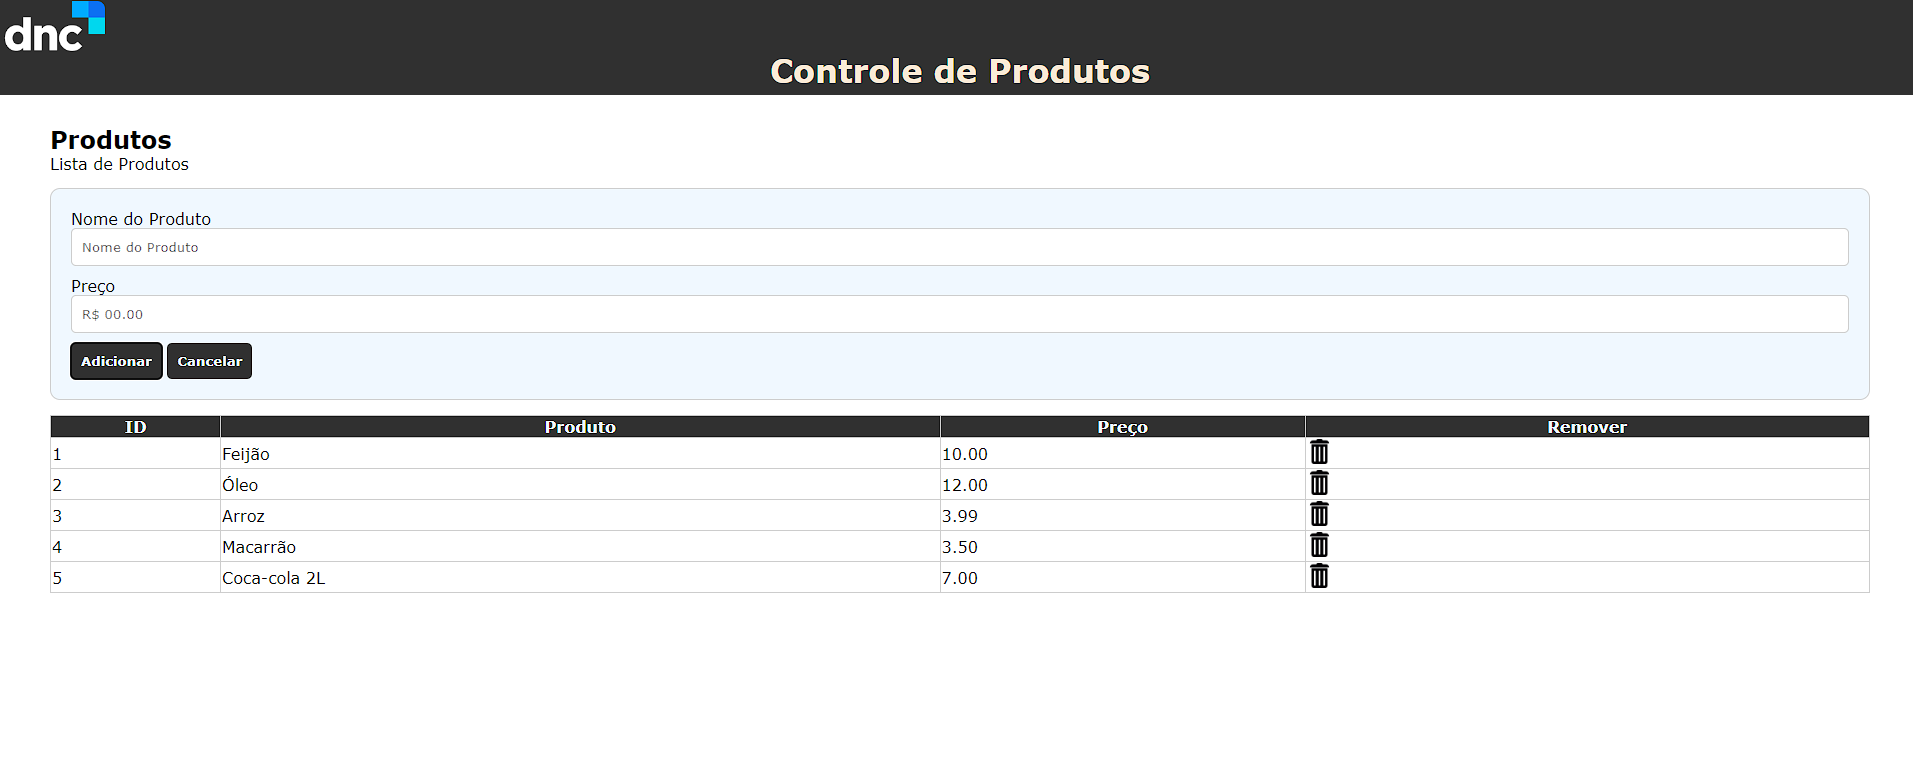 dnc
Controle de Produtos
Produtos
Lista de Produtos
Nome do Produto
Nome do Produto
Preço
R$ 00.00
Adicionar Cancelar
ID Produto Preço Remover
1 Feijão 10.00
2 Óleo 12.00
3 Arroz 3.99
4 Macarrão 3.50
5 Coca-cola 2L 7.00